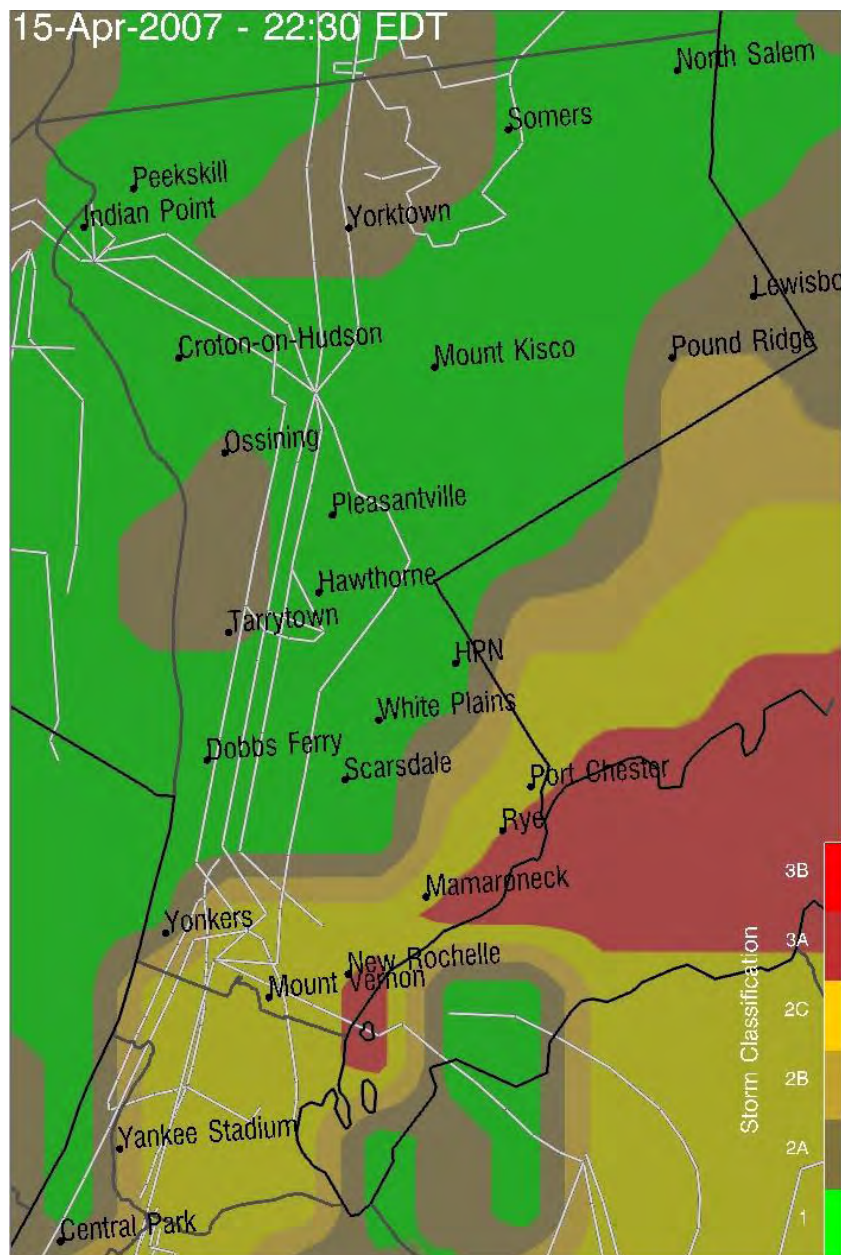 15-Apr-2007 - 22:30 EDT
North Salem
Somers
Peekskill
Indian Point
Yorktown
Lewisbo
Croton-on-Hudson
Mount Kisco
Pound Ridge
Ossining
Pleasantville
Hawthorne
Tarrytown
HPN
White Plains
Dobbs Ferry
Scarsdale
Port Chester
Rye
Mamaroneck
Yonkers
New Rochelle
Mount Vernon
Yankee Stadium
Central Park
Storm Classification
3B
3A
2C
2B
2A
1